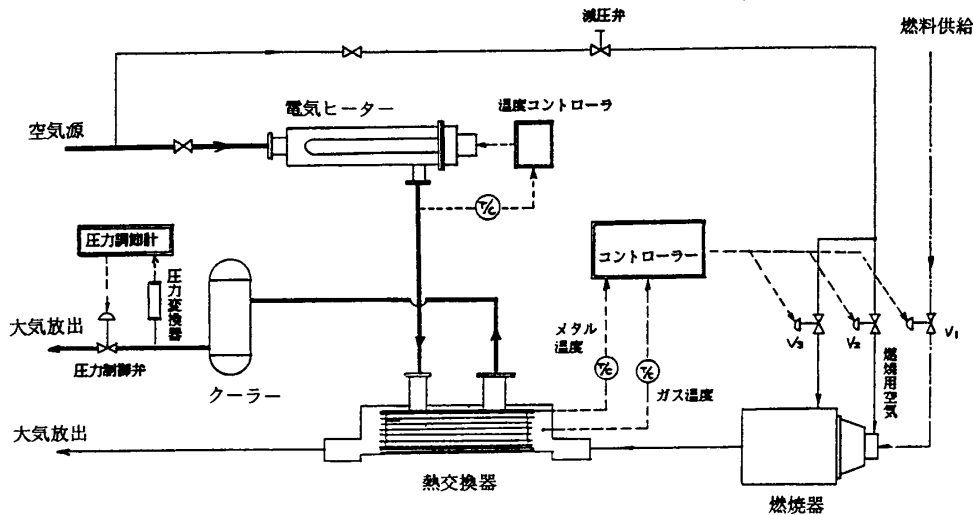 減圧弁
燃料供給
電気ヒーター
温度コントローラ
空気源
T/C
圧力調節計
コントローラー
圧力変換器
大気放出
メタル
温度
V3
V2
V1
圧力制御弁
クーラー
T/C
T/C
ガス温度
燃焼用空気
大気放出
熱交換器
燃焼器